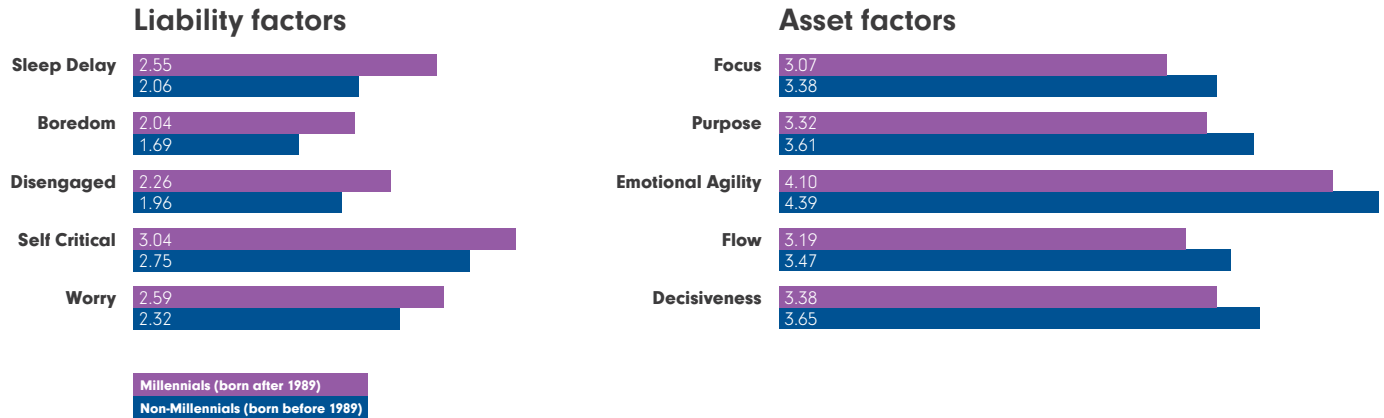 Liability factors
Sleep Delay
2.55
2.06
Boredom
2.04
1.69
Disengaged
2.26
1.96
Self Critical
3.04
2.75
Worry
2.59
2.32
Asset factors
Focus
3.07
3.38
Purpose
3.32
3.61
Emotional Agility
4.10
4.39
Flow
3.19
3.47
Decisiveness
3.38
3.65
Millennials (born after 1989)
Non-Millennials (born before 1989)